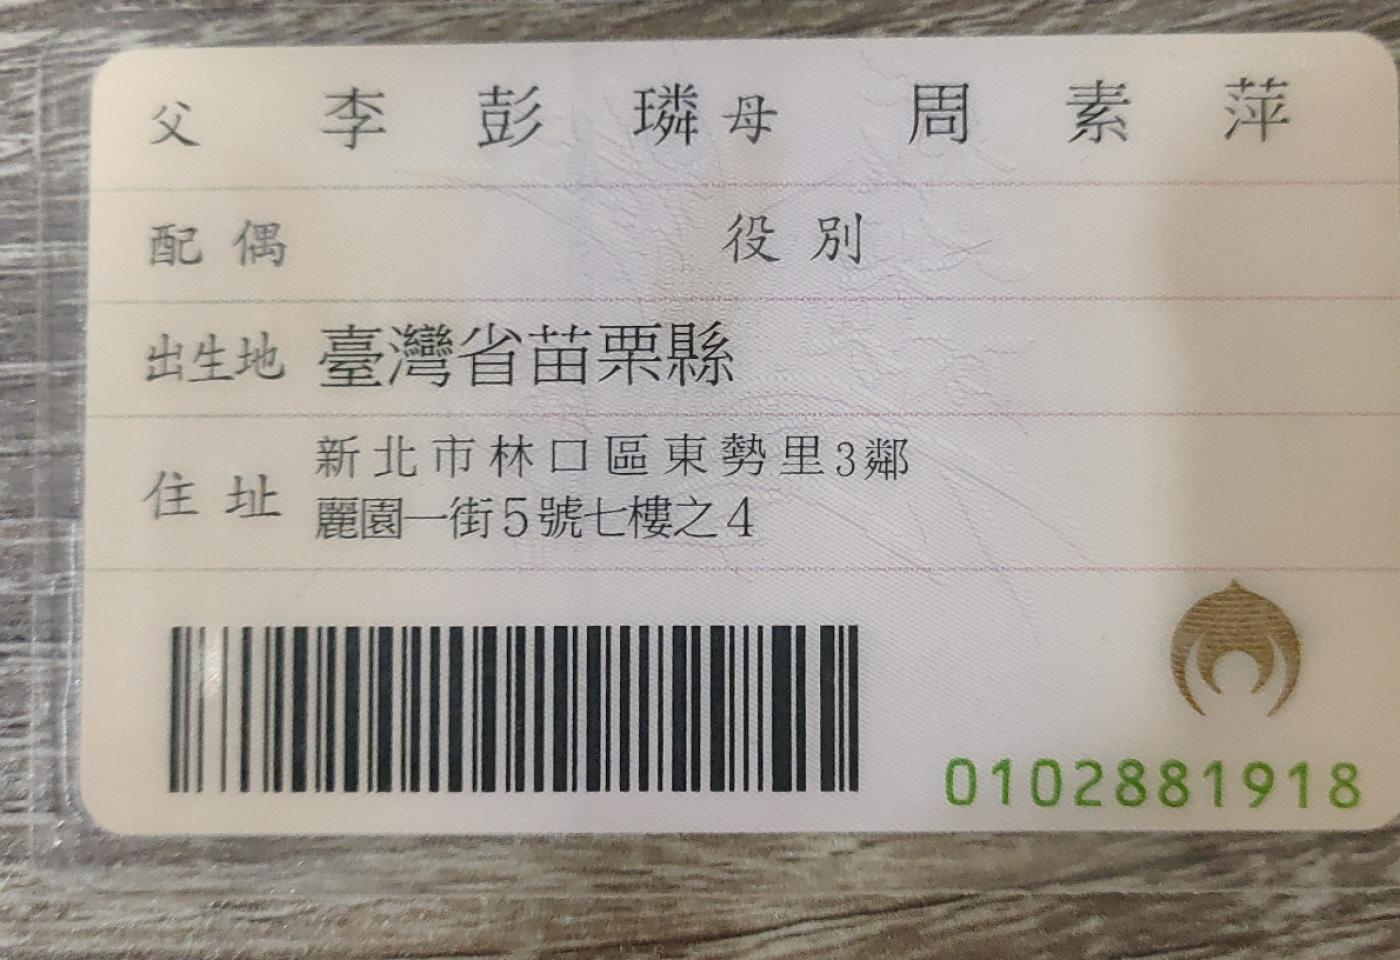 父 李彭璘 母 周素萍
配偶 役別
出生地 臺灣省苗栗縣
住址 新北市林口區東勢里3鄰
麗園一街5號七樓之4
0102881918